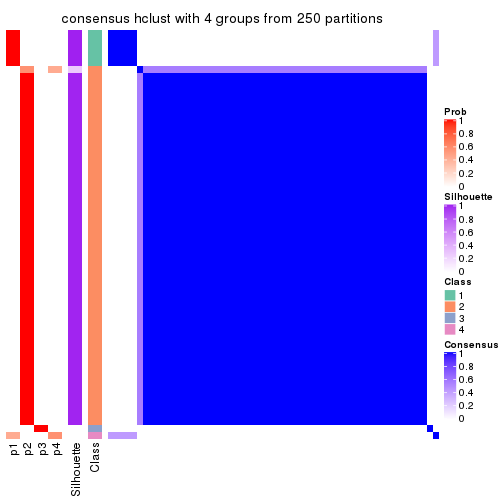 consensus hclust with 4 groups from 250 partitions
Prob
1
0.8
0.6
0.4
0.2
0
Silhouette
1
0.8
0.6
0.4
0.2
0
Class
1
2
3
4
Consensus
1
0.8
0.6
0.4
0.2
0
p1
p2
p3
p4
Silhouette
Class